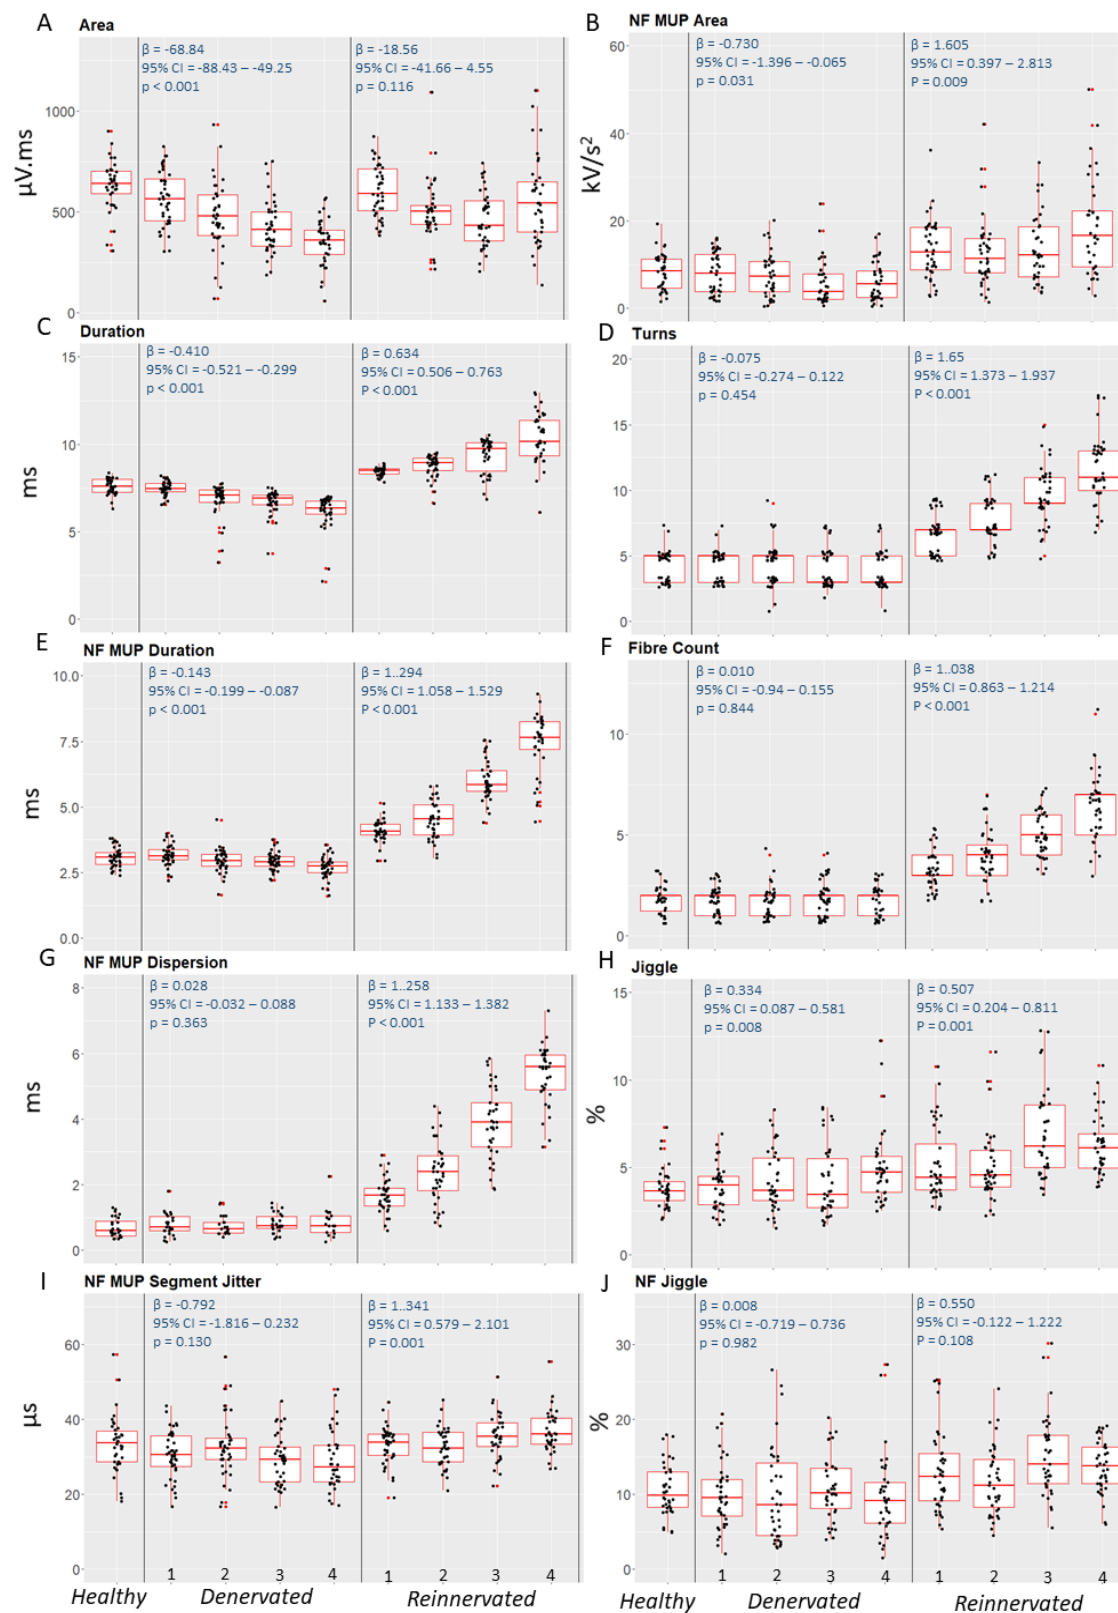 A Area
β = -68.84
95% CI = -88.43 – -49.25
p < 0.001
β = -18.56
95% CI = -41.66 – 4.55
p = 0.116
1000
500
0
µV.ms
B NF MUP Area
β = -0.730
95% CI = -1.396 – -0.065
p = 0.031
β = 1.605
95% CI = 0.397 – 2.813
P = 0.009
60
40
20
0
kV/s²
C Duration
β = -0.410
95% CI = -0.521 – -0.299
p < 0.001
β = 0.634
95% CI = 0.506 – 0.763
P < 0.001
15
10
5
0
ms
D Turns
β = -0.075
95% CI = -0.274 – 0.122
p = 0.454
β = 1.65
95% CI = 1.373 – 1.937
P < 0.001
20
15
10
5
0
E NF MUP Duration
β = -0.143
95% CI = -0.199 – -0.087
p < 0.001
β = 1..294
95% CI = 1.058 – 1.529
P < 0.001
10.0
7.5
5.0
2.5
0.0
ms
F Fibre Count
β = 0.010
95% CI = -0.94 – 0.155
p = 0.844
β = 1..038
95% CI = 0.863 – 1.214
P < 0.001
10
5
0
G NF MUP Dispersion
β = 0.028
95% CI = -0.032 – 0.088
p = 0.363
β = 1..258
95% CI = 1.133 – 1.382
P < 0.001
8
6
4
2
0
ms
H Jiggle
β = 0.334
95% CI = 0.087 – 0.581
p = 0.008
β = 0.507
95% CI = 0.204 – 0.811
P = 0.001
15
10
5
0
%
I NF MUP Segment Jitter
β = -0.792
95% CI = -1.816 – 0.232
p = 0.130
β = 1..341
95% CI = 0.579 – 2.101
P = 0.001
60
40
20
0
µs
1 2 3 4 1 2 3 4
Healthy Denervated Reinnervated
J NF Jiggle
β = 0.008
95% CI = -0.719 – 0.736
p = 0.982
β = 0.550
95% CI = -0.122 – 1.222
P = 0.108
30
20
10
0
%
1 2 3 4 1 2 3 4
Healthy Denervated Reinnervated